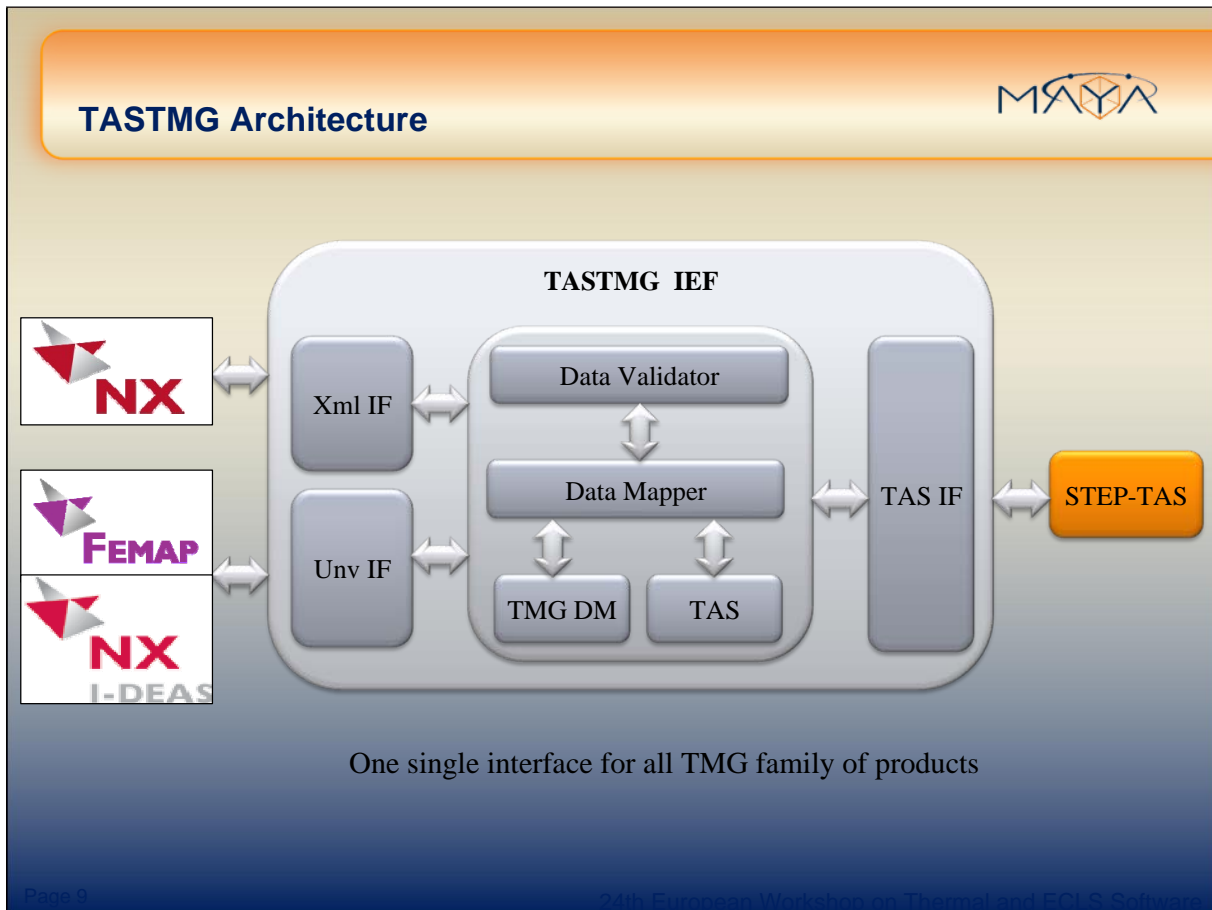 TASTMG Architecture
MAYA
TASTMG IEF
NX
FEMAP
NX
I-DEAS
Xml IF
Unv IF
Data Validator
Data Mapper
TMG DM
TAS
TAS IF
STEP-TAS
One single interface for all TMG family of products
Page 9
24th European Workshop on Thermal and ECLS Software